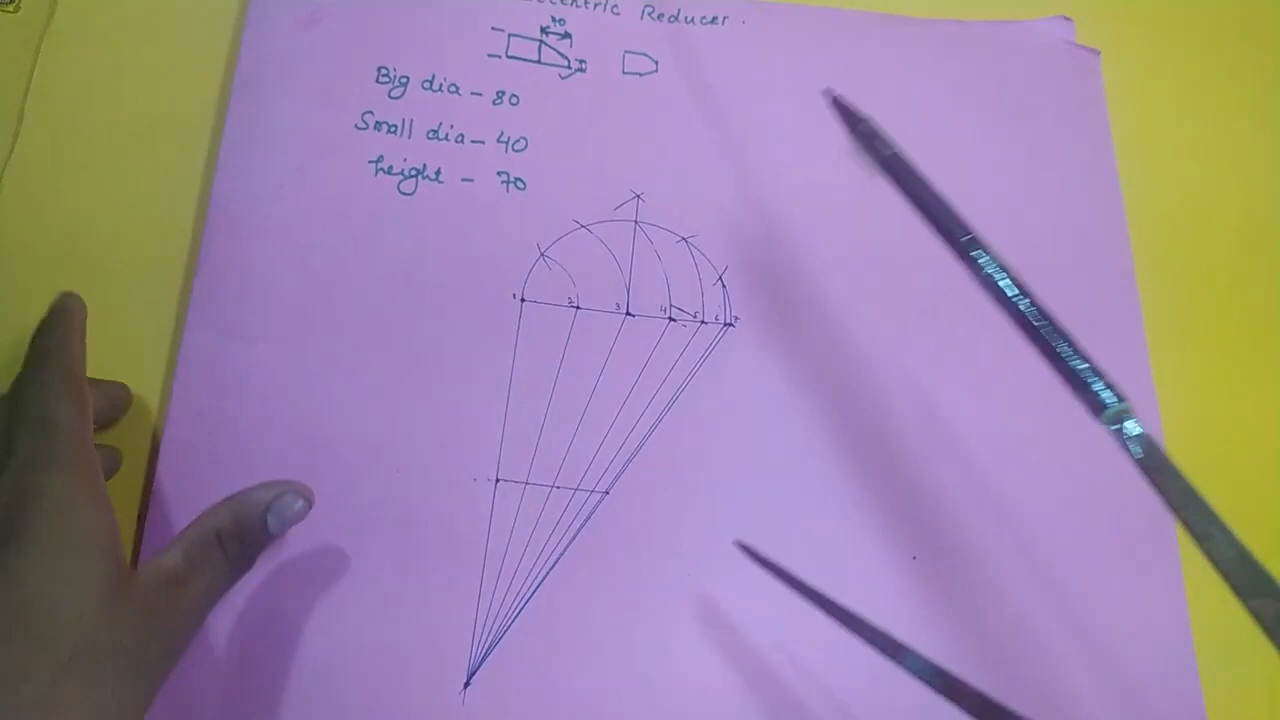 Reducer.
70
Big dia - 80
Small dia - 40
height - 70
1 2 3 4 5 6 7